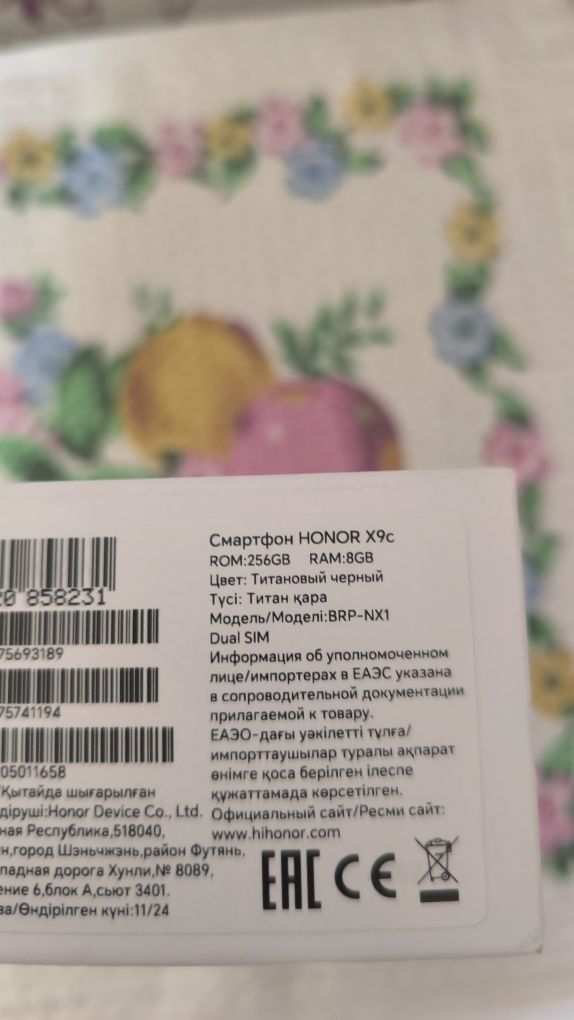 20 858231
75693189
75741194
05011658
/Қытайда шығарылған
діруші:Honor Device Co., Ltd.
ная Республика,518040,
н,город Шэньчжэнь,район Футянь,
падная дорога Хунли,№ 8089,
ение 6,блок А,сьют 3401.
ва/Өндірілген күні:11/24
Смартфон HONOR X9c
ROM:256GB RAM:8GB
Цвет: Титановый черный
Түсі: Титан қара
Модель/Моделі:BRP-NX1
Dual SIM
Информация об уполномоченном
лице/импортерах в ЕАЭС указана
в сопроводительной документации
прилагаемой к товару.
ЕАЭО-дағы уәкілетті тұлға/
импорттаушылар туралы ақпарат
өнімге қоса берілген ілеспе
құжаттамада көрсетілген.
Официальный сайт/Ресми сайт:
www.hihonor.com
EAC CE